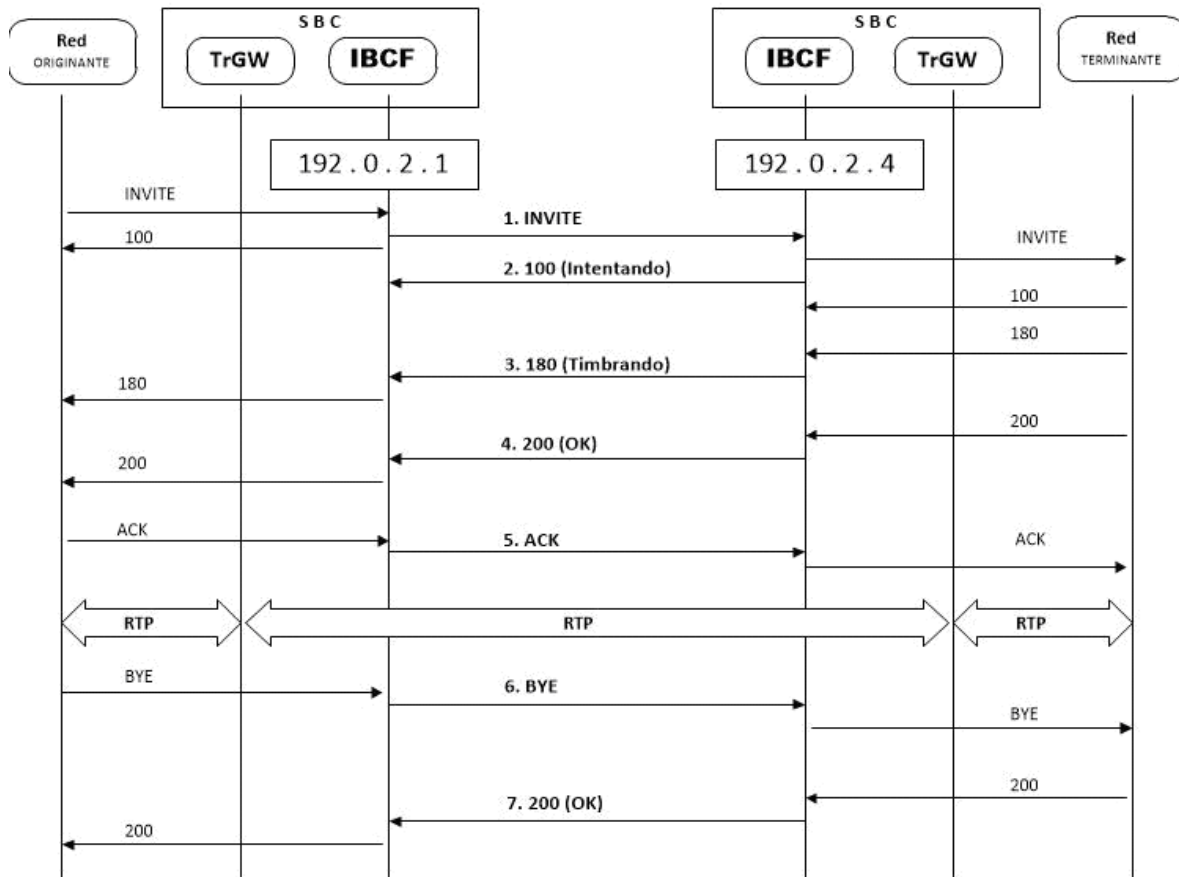 S B C
S B C
Red
ORIGINANTE
TrGW
IBCF
IBCF
TrGW
Red
TERMINANTE
192 . 0 . 2 . 1
192 . 0 . 2 . 4
INVITE
1. INVITE
100
INVITE
2. 100 (Intentando)
100
180
3. 180 (Timbrando)
180
200
4. 200 (OK)
200
ACK
5. ACK
ACK
RTP
RTP
RTP
BYE
6. BYE
BYE
200
7. 200 (OK)
200